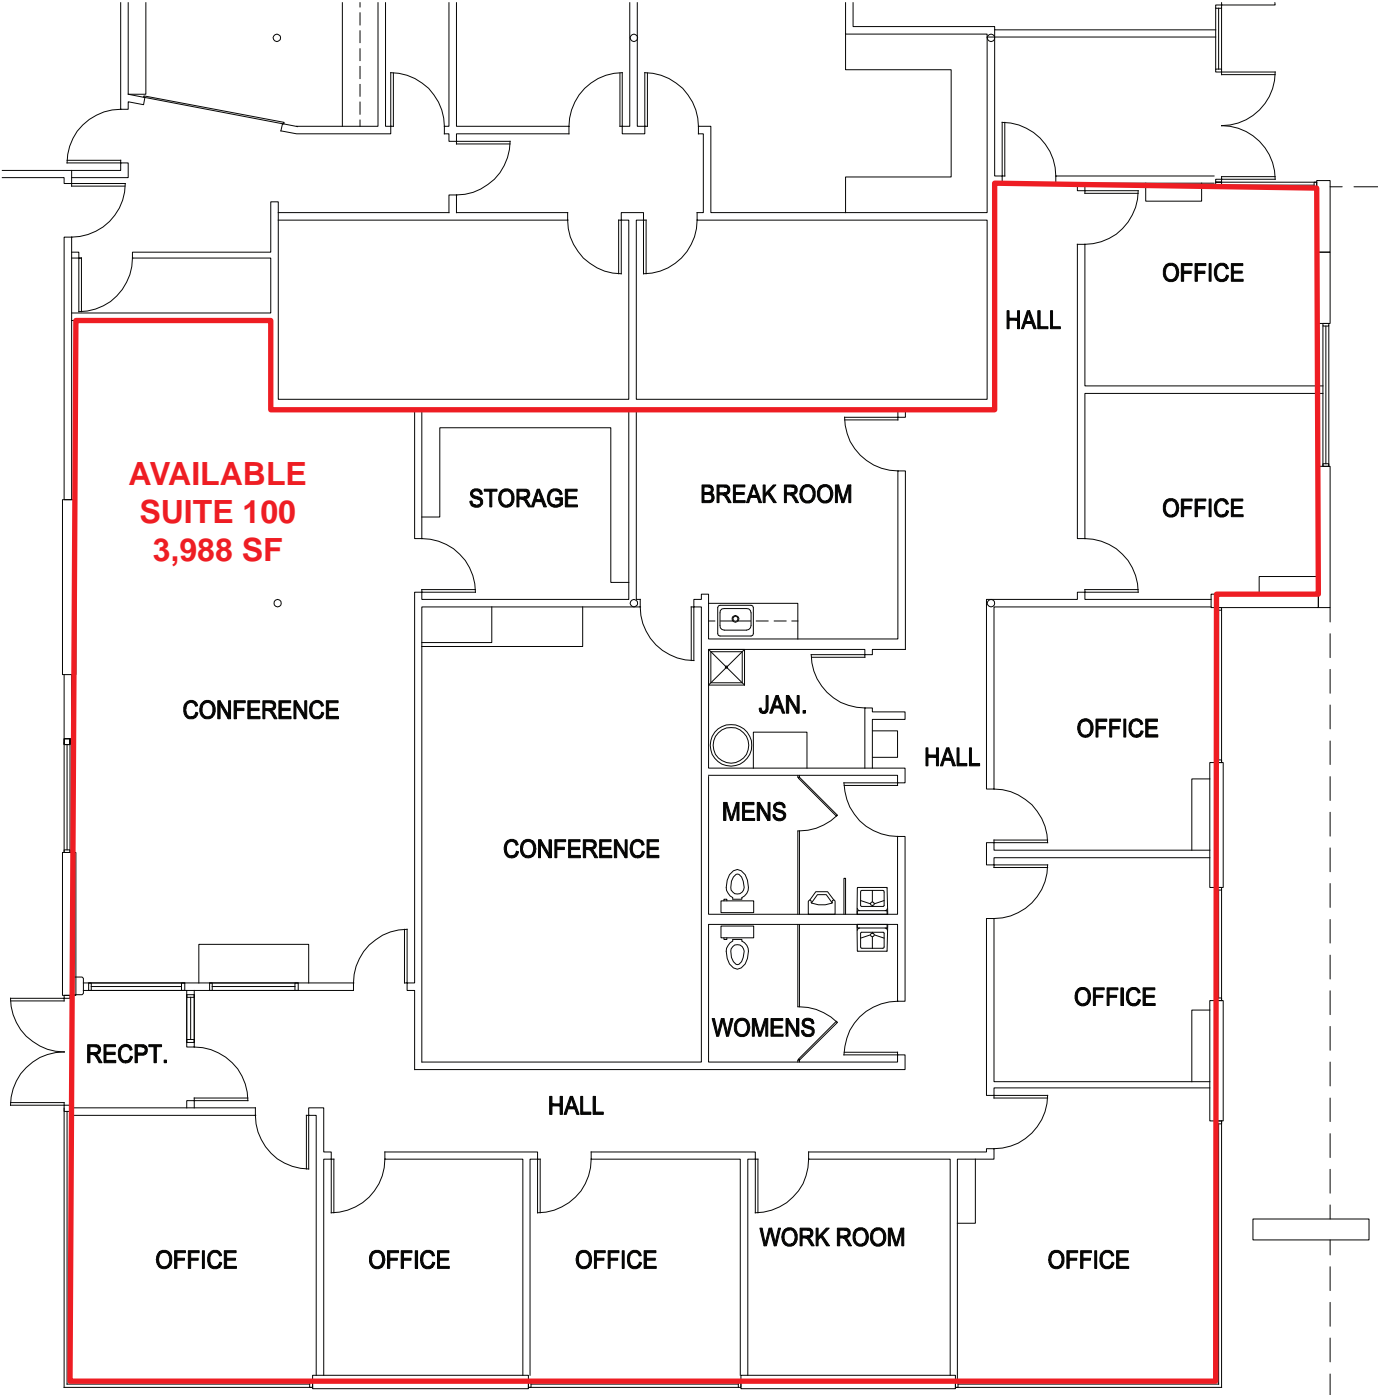 OFFICE
HALL
AVAILABLE
SUITE 100
3,988 SF
STORAGE
BREAK ROOM
OFFICE
CONFERENCE
JAN.
OFFICE
HALL
MENS
CONFERENCE
OFFICE
WOMENS
RECPT.
HALL
OFFICE
OFFICE
OFFICE
WORK ROOM
OFFICE